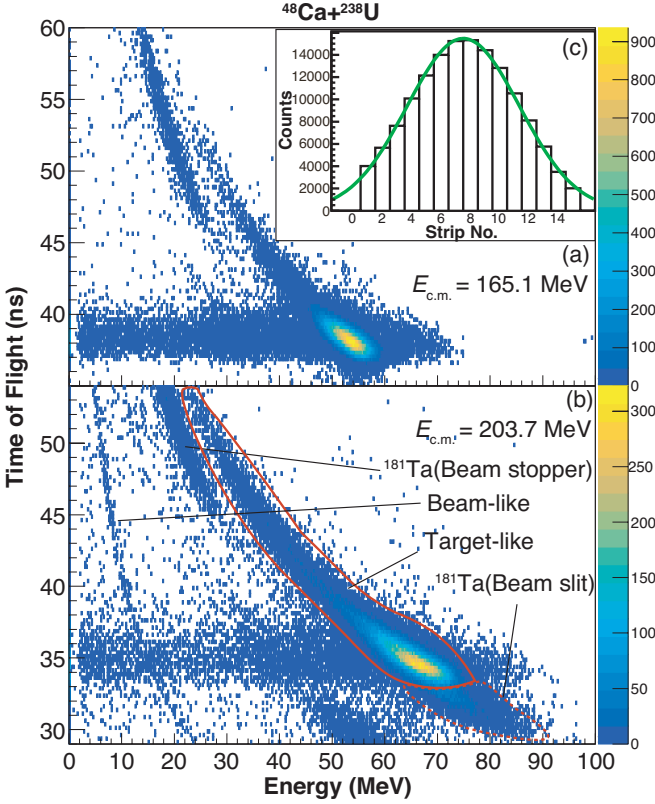 ⁴⁸Ca+²³⁸U
60
55
50
45
40
(c)
14000
12000
10000
8000
6000
4000
2000
0
Counts
0 2 4 6 8 10 12 14
Strip No.
(a)
E c.m. = 165.1 MeV
900
800
700
600
500
400
300
200
100
0
Time of Flight (ns)
(b)
E c.m. = 203.7 MeV
¹⁸¹Ta(Beam stopper)
Beam-like
Target-like
¹⁸¹Ta(Beam slit)
50
45
40
35
30
300
250
200
150
100
50
0
0 10 20 30 40 50 60 70 80 90 100
Energy (MeV)